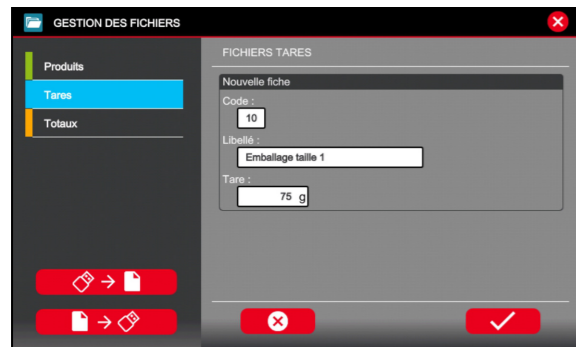 GESTION DES FICHIERS
Produits
Tares
Totaux
FICHIERS TARES
Nouvelle fiche
Code :
10
Libellé :
Emballage taille 1
Tare :
75 g